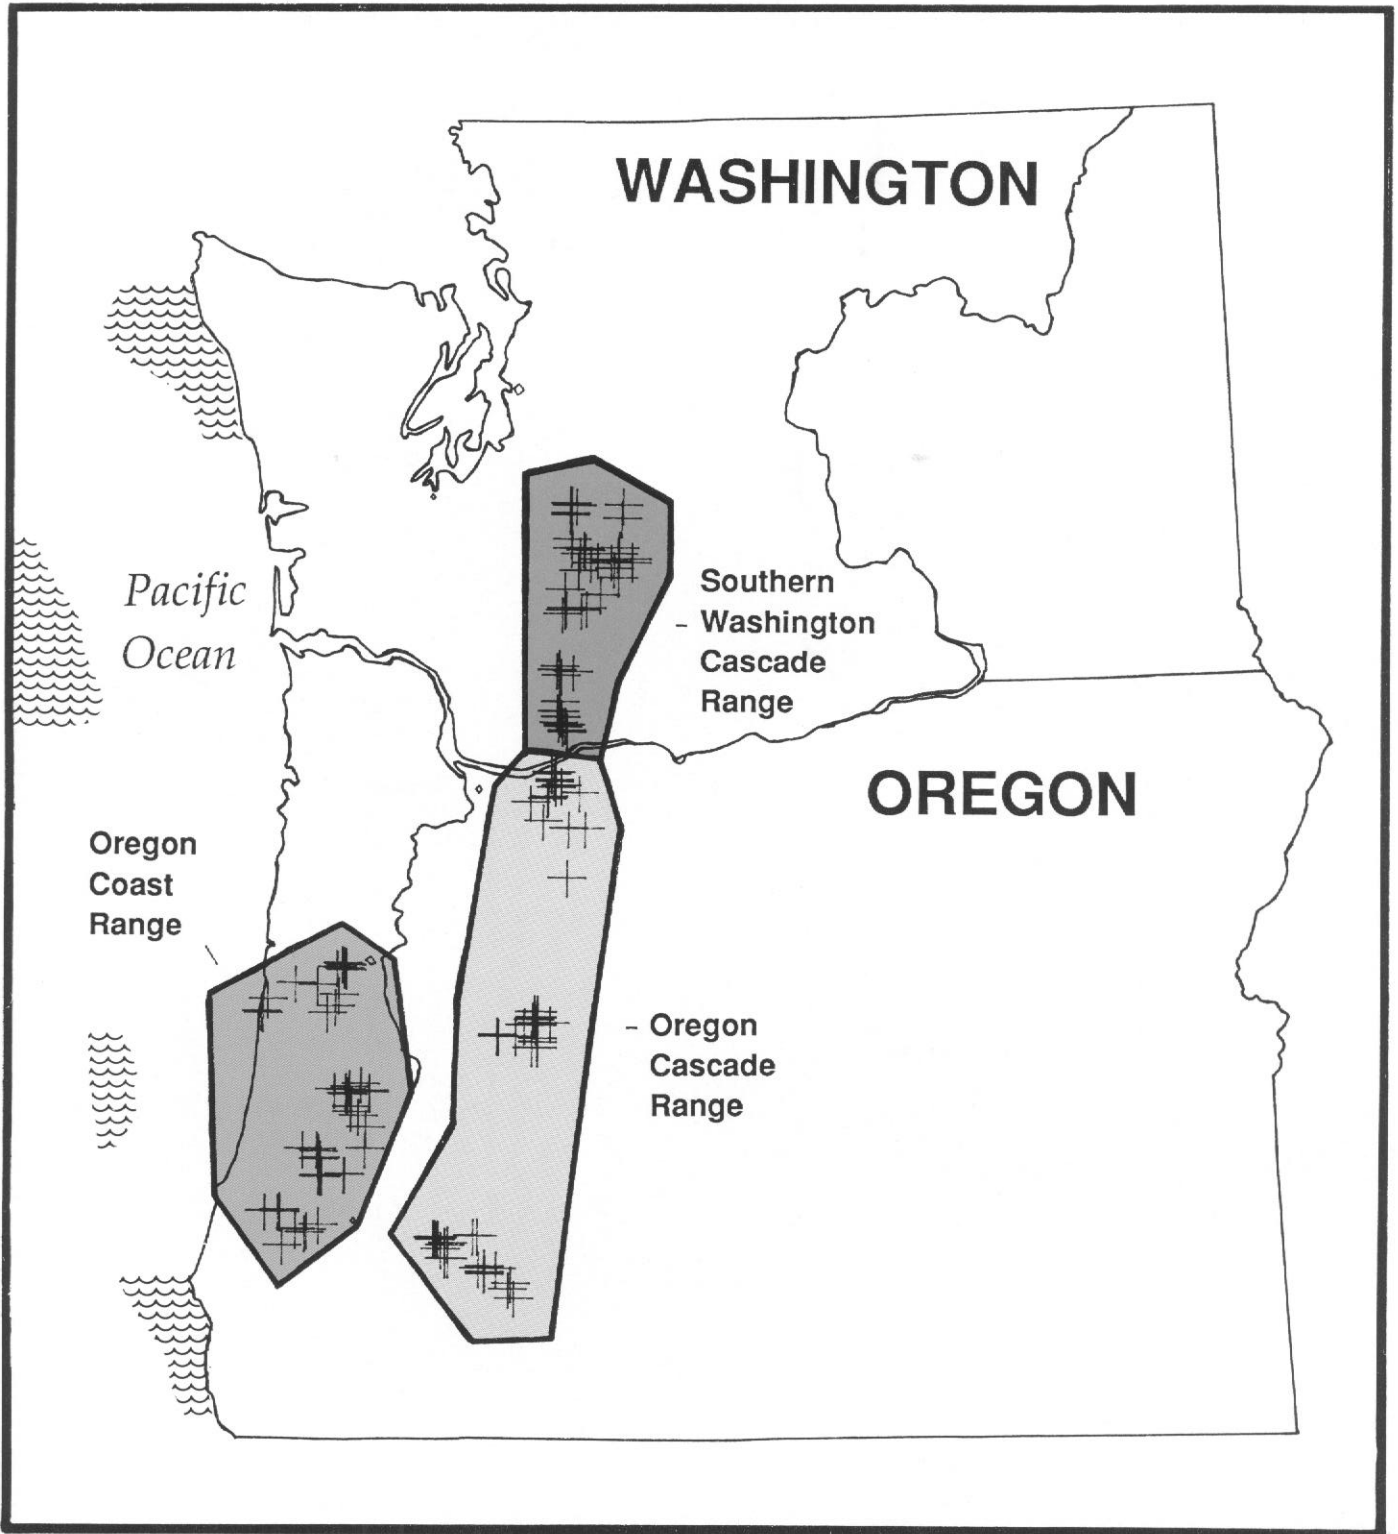 WASHINGTON
Pacific
Ocean
Southern
Washington
Cascade
Range
OREGON
Oregon
Coast
Range
Oregon
Cascade
Range